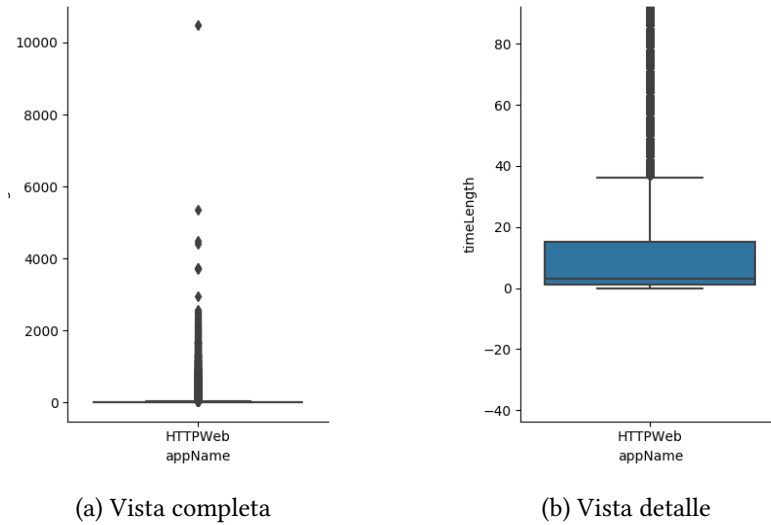 10000
8000
6000
4000
2000
0
HTTPWeb
appName
(a) Vista completa
timeLength
80
60
40
20
0
−20
−40
HTTPWeb
appName
(b) Vista detalle